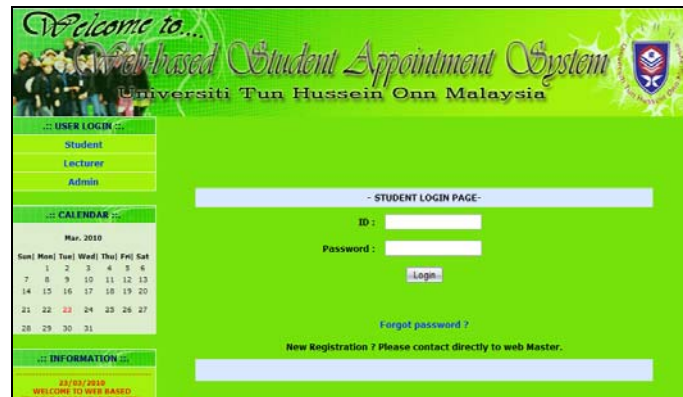 Welcome to....
Web-based Student Appointment System
Universiti Tun Hussein Onn Malaysia
.:: USER LOGIN ::.
Student
Lecturer
Admin
.:: CALENDAR ::.
Mar. 2010
Sun| Mon| Tue| Wed| Thu| Fri| Sat
1 2 3 4 5 6
7 8 9 10 11 12 13
14 15 16 17 18 19 20
21 22 23 24 25 26 27
28 29 30 31
.:: INFORMATION ::.
23/03/2010
WELCOME TO WEB BASED
- STUDENT LOGIN PAGE-
ID :
Password :
Login
Forgot password ?
New Registration ? Please contact directly to web Master.